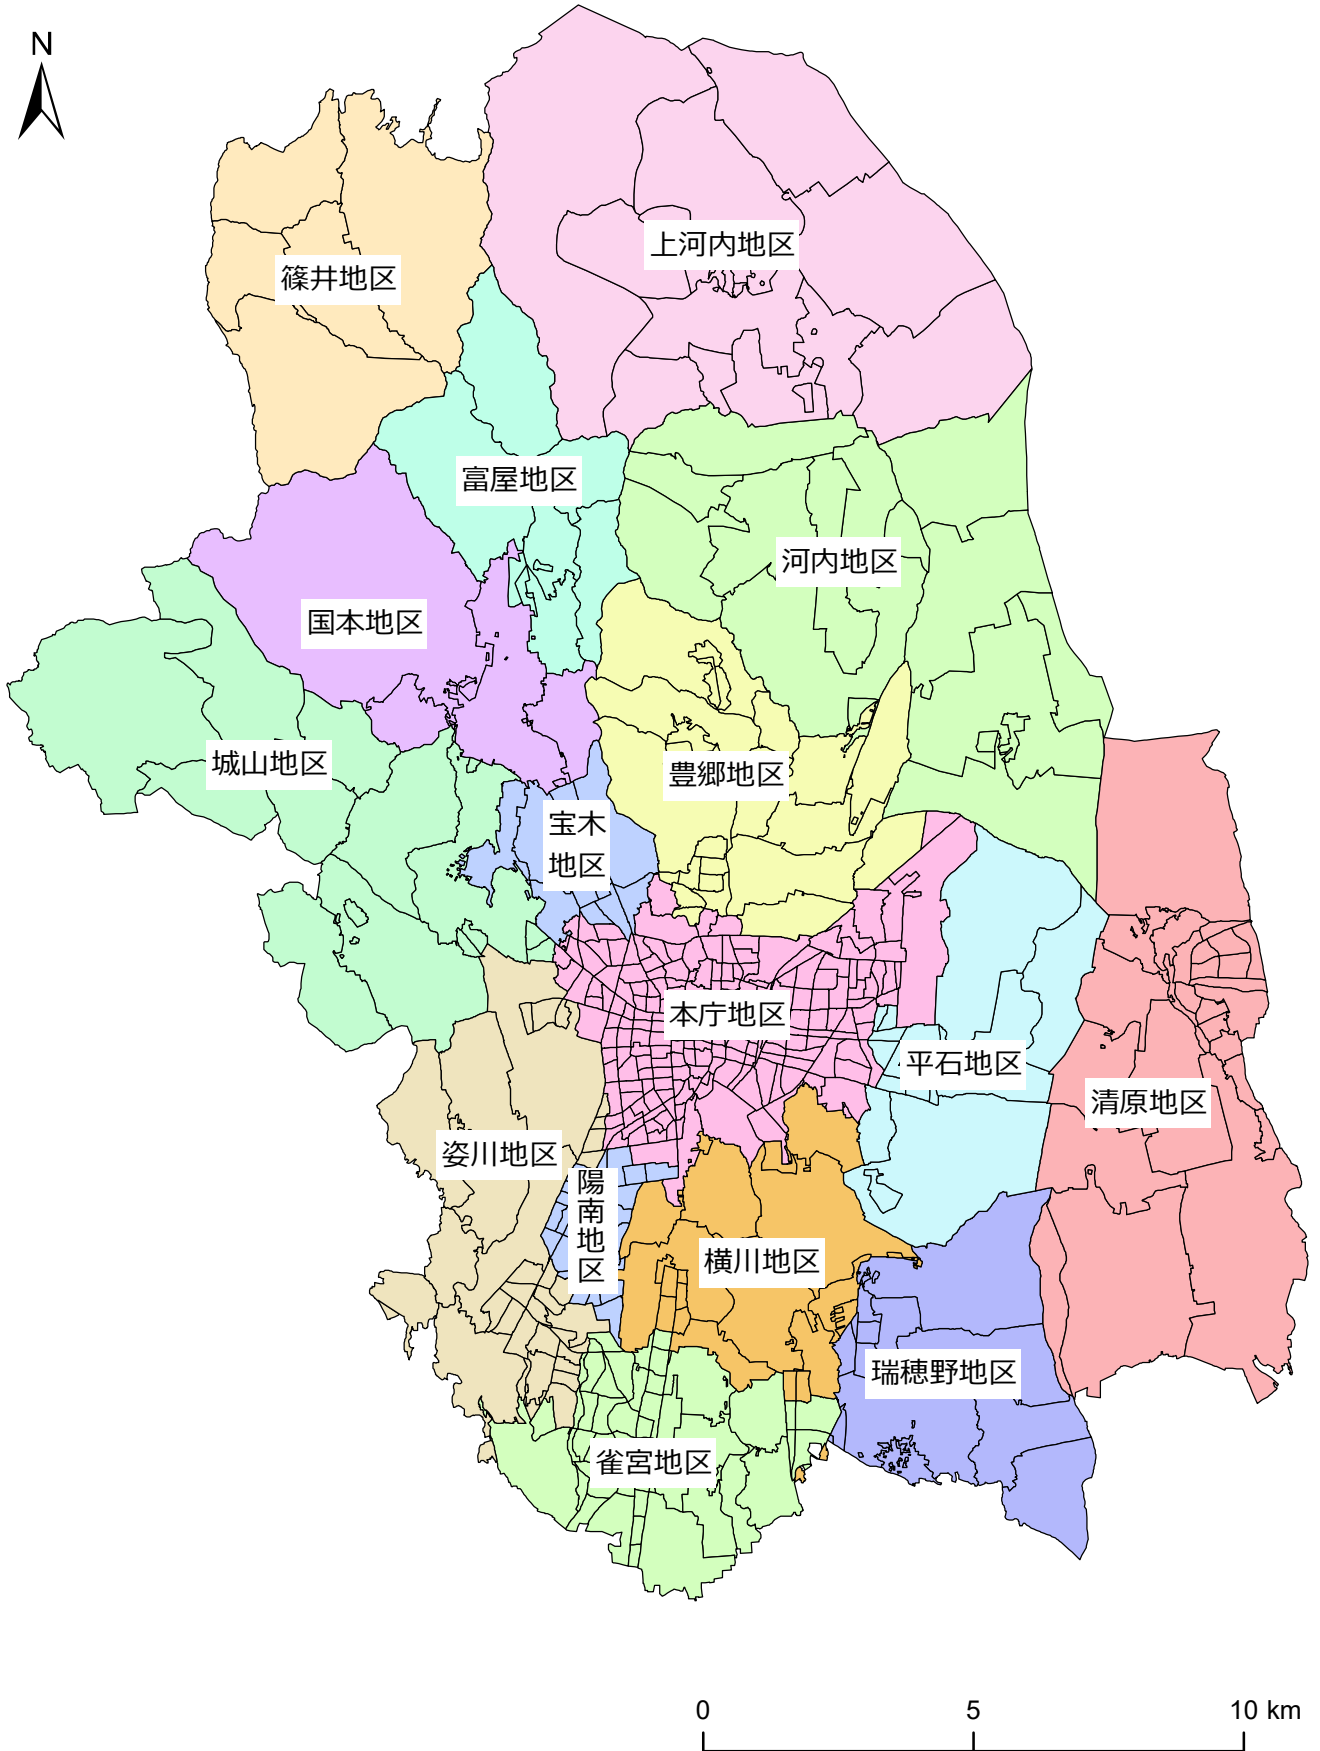 N
上河内地区
篠井地区
富屋地区
河内地区
国本地区
城山地区
豊郷地区
宝木
地区
本庁地区
平石地区
清原地区
姿川地区
陽南地区
横川地区
瑞穂野地区
雀宮地区
0 5 10 km